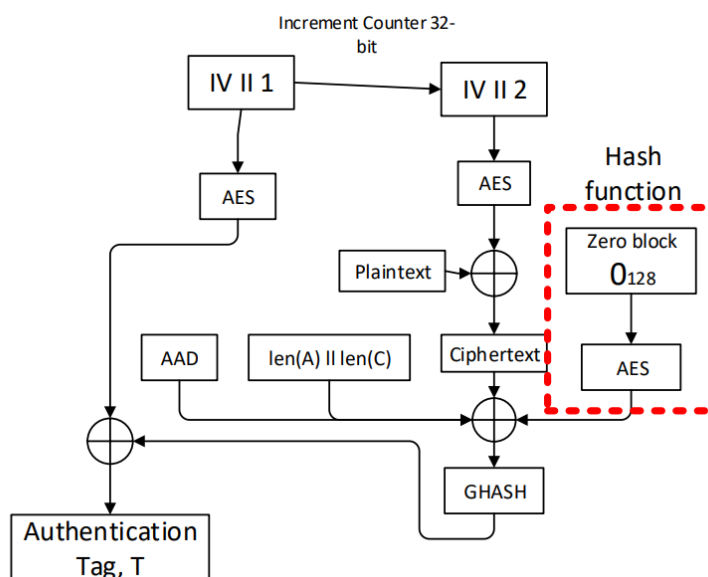 Increment Counter 32-
bit
IV II 1
IV II 2
Hash
function
AES
AES
Zero block
0128
Plaintext
AAD
len(A) II len(C)
Ciphertext
AES
GHASH
Authentication
Tag, T